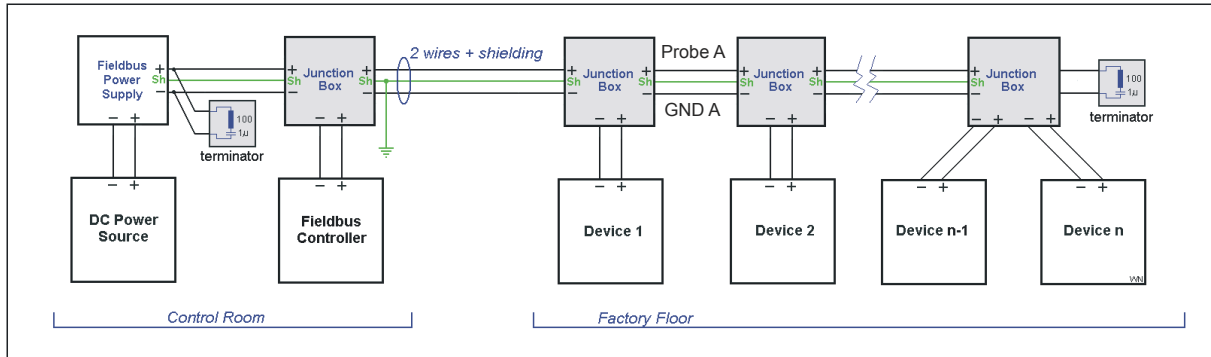 Fieldbus
Power
Supply
+
Sh
−
− +
100
1µ
terminator
− +
DC Power
Source
+
Sh
−
Junction
Box
+
−
− +
− +
Fieldbus
Controller
2 wires + shielding
+
Sh
−
Junction
Box
+
−
− +
− +
Device 1
Probe A
GND A
+
Sh
−
Junction
Box
+
−
− +
− +
Device 2
+
Sh
−
Junction
Box
+
−
− + − +
− +
Device n-1
− +
Device n
WN
100
1µ
terminator
Control Room
Factory Floor